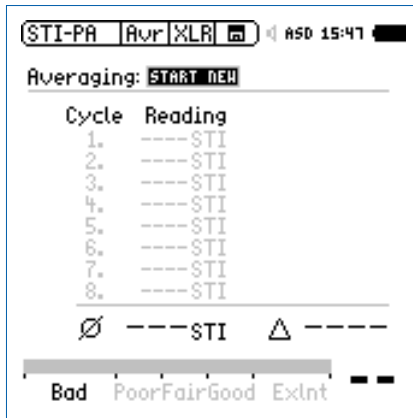 STI-PA Avr XLR ASD 15:47
Averaging: START NEW
Cycle Reading
1. ----STI
2. ----STI
3. ----STI
4. ----STI
5. ----STI
6. ----STI
7. ----STI
8. ----STI
Ø ---STI Δ ----
Bad Poor Fair Good Exlnt --